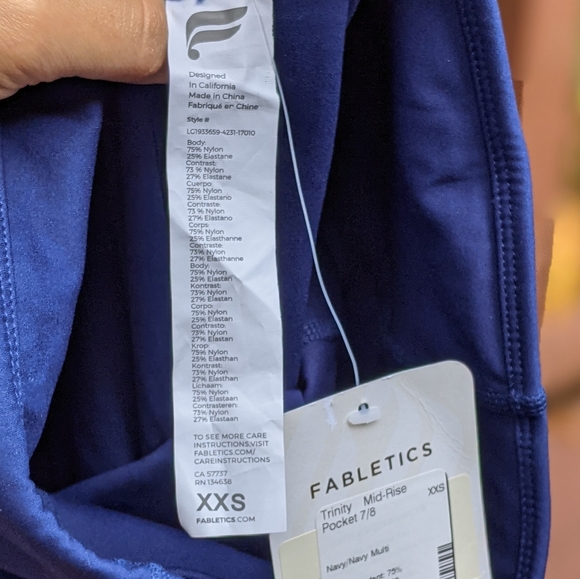 Designed
in California
Made in China
Fabriqué en Chine
Style #
LG1933659-4231-17010
Body:
75% Nylon
25% Elastane
Contrast:
73 % Nylon
27% Elastane
Cuerpo:
75% Nylon
25% Elastano
Contraste:
73 % Nylon
27% Elastano
Corps:
75% Nylon
25% Élasthanne
Contraste:
73% Nylon
27% Élasthanne
Body:
75% Nylon
25% Elastan
Kontrast:
73% Nylon
27% Elastan
Corpo:
75% Nylon
25% Elastan
Contrasto:
73% Nylon
27% Elastan
Krop:
75% Nylon
25% Elasthan
Kontrast:
73% Nylon
27% Elasthan
Lichaam:
75% Nylon
25% Elastaan
Contrasteren:
73% Nylon
27% Elastaan
TO SEE MORE CARE
INSTRUCTIONS,VISIT
FABLETICS.COM/
CAREINSTRUCTIONS
CA 57737
RN 134638
XXS
FABLETICS.COM
FABLETICS
Trinity Mid-Rise XXS
Pocket 7/8
Navy/Navy Multi
75%